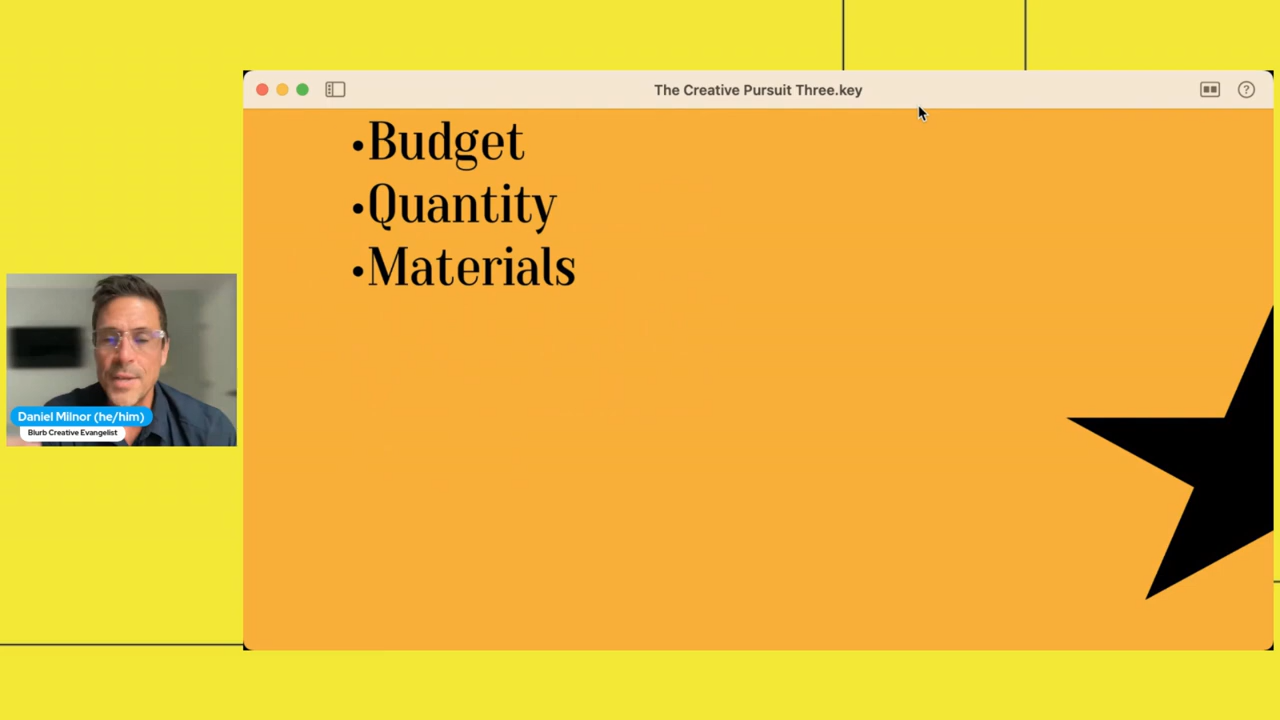 The Creative Pursuit Three.key
•Budget
•Quantity
•Materials
Daniel Milnor (he/him)
Blurb Creative Evangelist